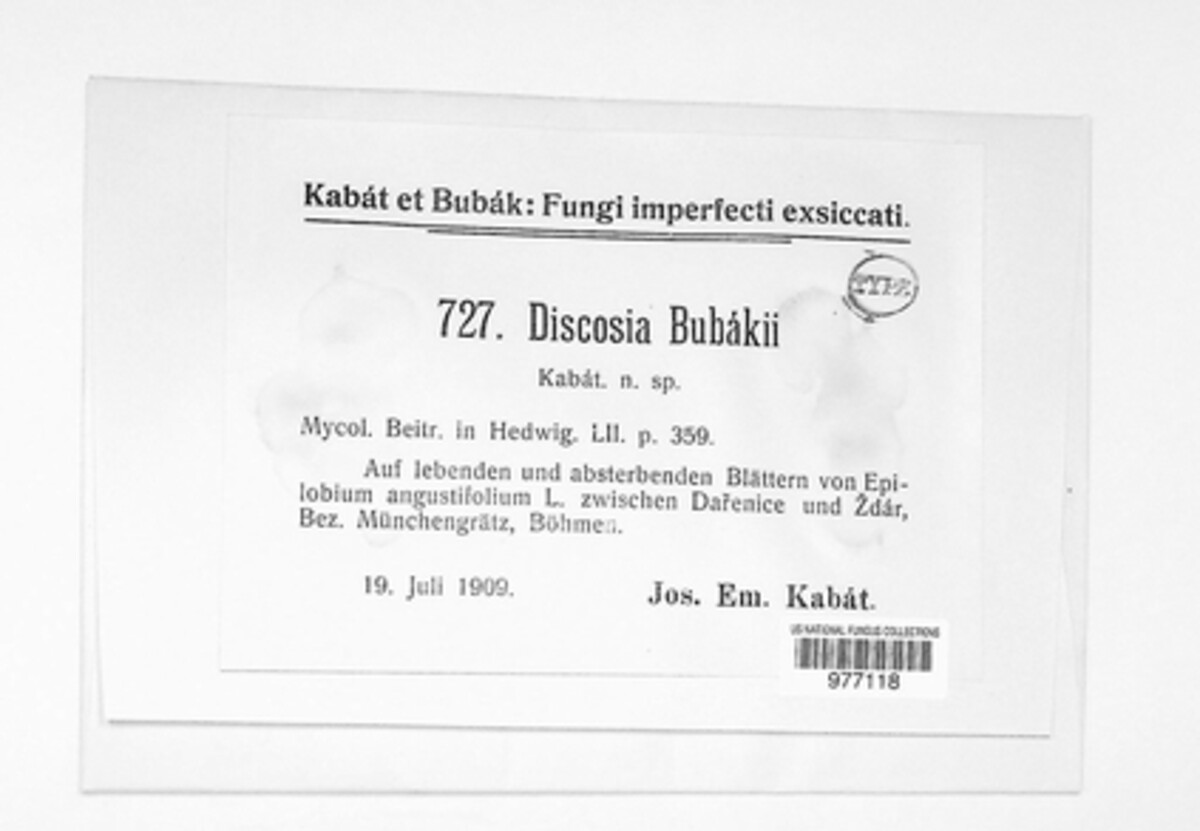 Kabát et Bubák: Fungi imperfecti exsiccati.
TYPE
727. Discosia Bubákii
Kabát. n. sp.
Mycol. Beitr. in Hedwig. LII. p. 359.
Auf lebenden und absterbenden Blättern von Epi-
lobium angustifolium L. zwischen Dařenice und Ždár,
Bez. Münchengrätz, Böhmen.
19. Juli 1909.
Jos. Em. Kabát.
US NATIONAL FUNGUS COLLECTIONS
977118